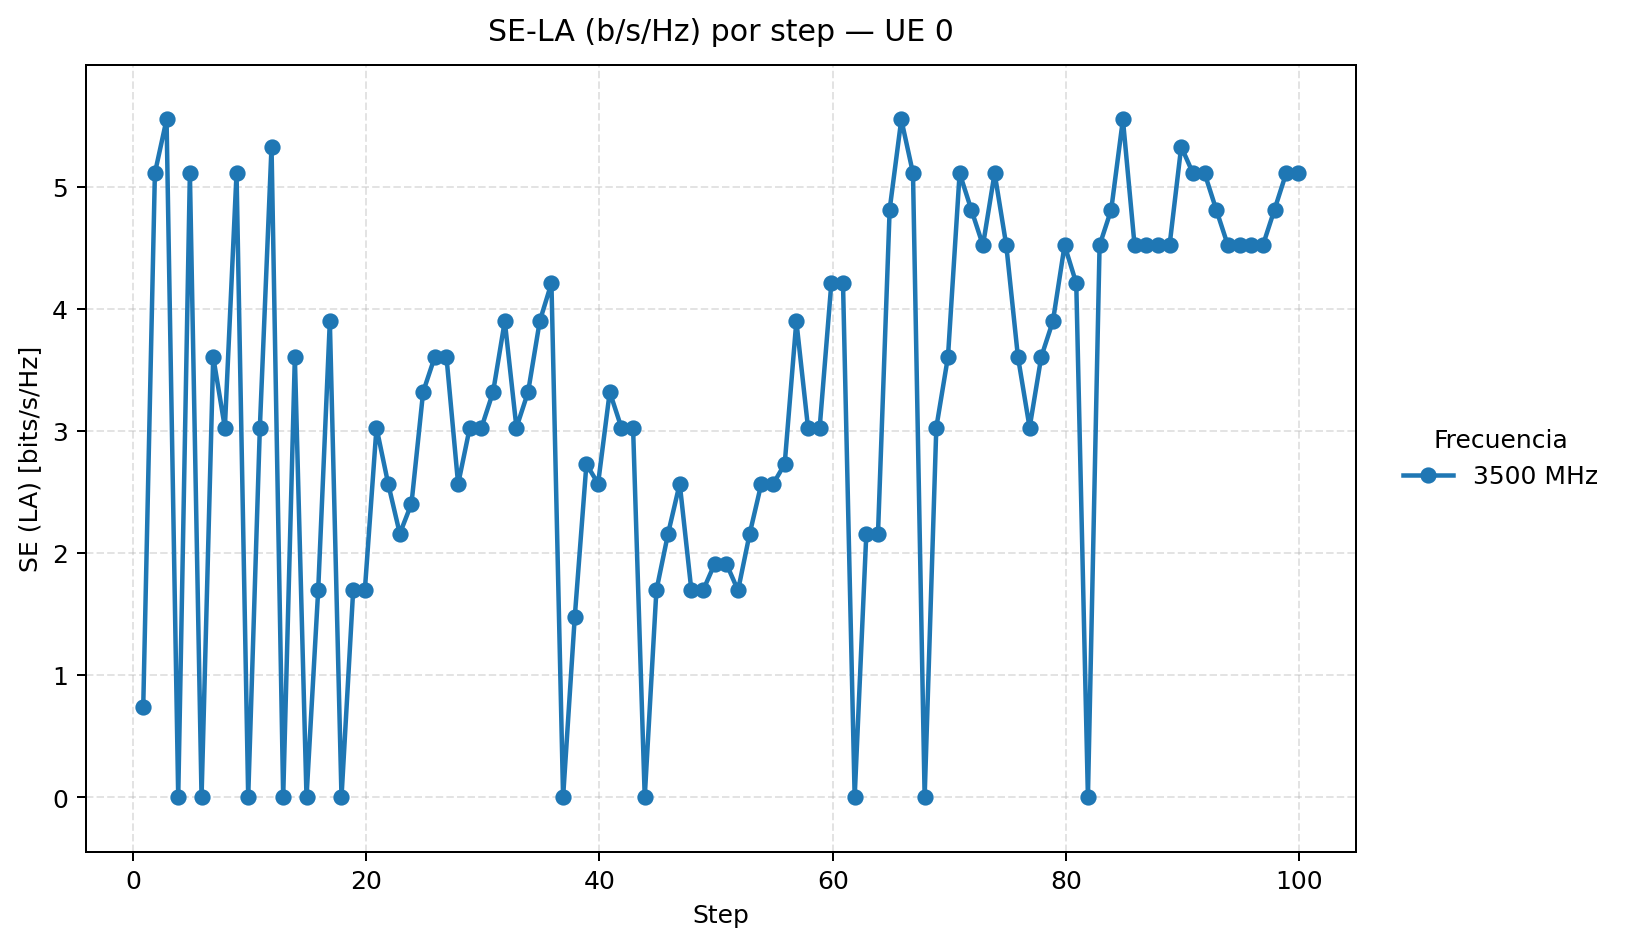 SE-LA (b/s/Hz) por step — UE 0
SE (LA) [bits/s/Hz]
5
4
3
2
1
0
0 20 40 60 80 100
Step
Frecuencia
3500 MHz